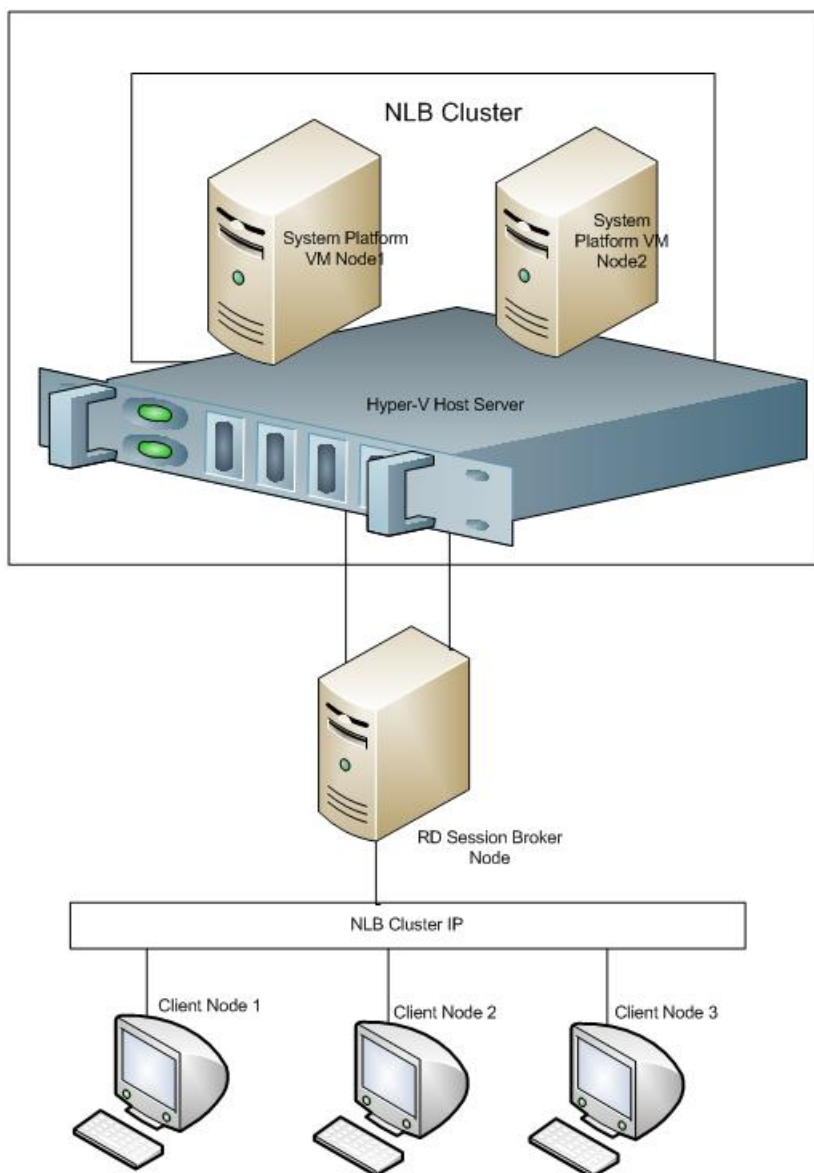 NLB Cluster
System Platform
VM Node1
System
Platform VM
Node2
Hyper-V Host Server
RD Session Broker
Node
NLB Cluster IP
Client Node 1
Client Node 2
Client Node 3